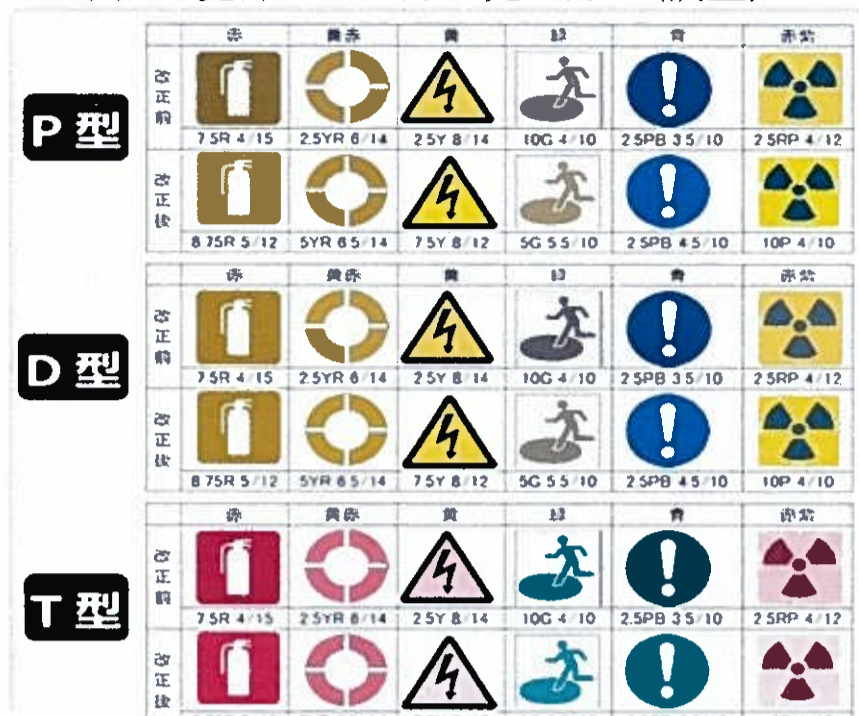 赤 黄赤 黄 緑 青 赤紫
P型
改正前
7.5R 4/15 2.5YR 6/14 2.5Y 8/14 10G 4/10 2.5PB 3.5/10 2.5RP 4/12
改正後
8.75R 5/12 5YR 6.5/14 7.5Y 8/12 5G 5.5/10 2.5PB 4.5/10 10P 4/10
赤 黄赤 黄 緑 青 赤紫
D型
改正前
7.5R 4/15 2.5YR 6/14 2.5Y 8/14 10G 4/10 2.5PB 3.5/10 2.5RP 4/12
改正後
8.75R 5/12 5YR 6.5/14 7.5Y 8/12 5G 5.5/10 2.5PB 4.5/10 10P 4/10
赤 黄赤 黄 緑 青 赤紫
T型
改正前
7.5R 4/15 2.5YR 6/14 2.5Y 8/14 10G 4/10 2.5PB 3.5/10 2.5RP 4/12
改正後